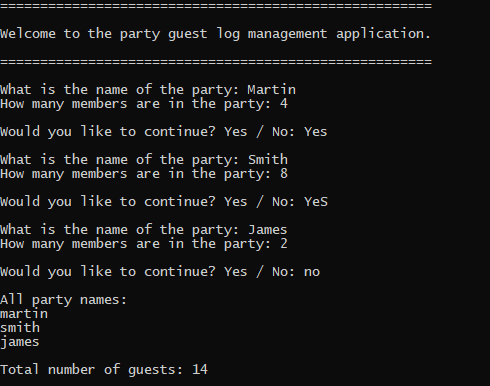 ======================================================
Welcome to the party guest log management application.
======================================================
What is the name of the party: Martin
How many members are in the party: 4
Would you like to continue? Yes / No: Yes
What is the name of the party: Smith
How many members are in the party: 8
Would you like to continue? Yes / No: YeS
What is the name of the party: James
How many members are in the party: 2
Would you like to continue? Yes / No: no
All party names:
martin
smith
james
Total number of guests: 14